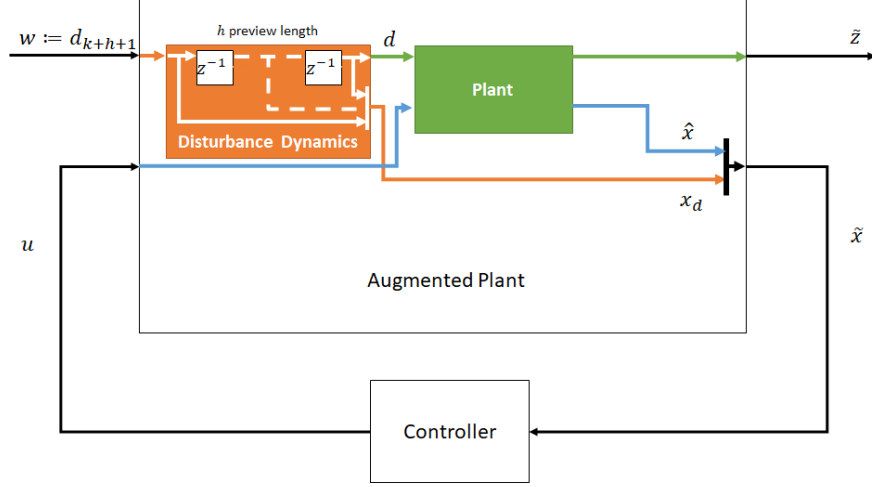 w := d_{k+h+1}
h preview length
d
z̃
z⁻¹
z⁻¹
Plant
Disturbance Dynamics
x̂
x_d
u
x̃
Augmented Plant
Controller